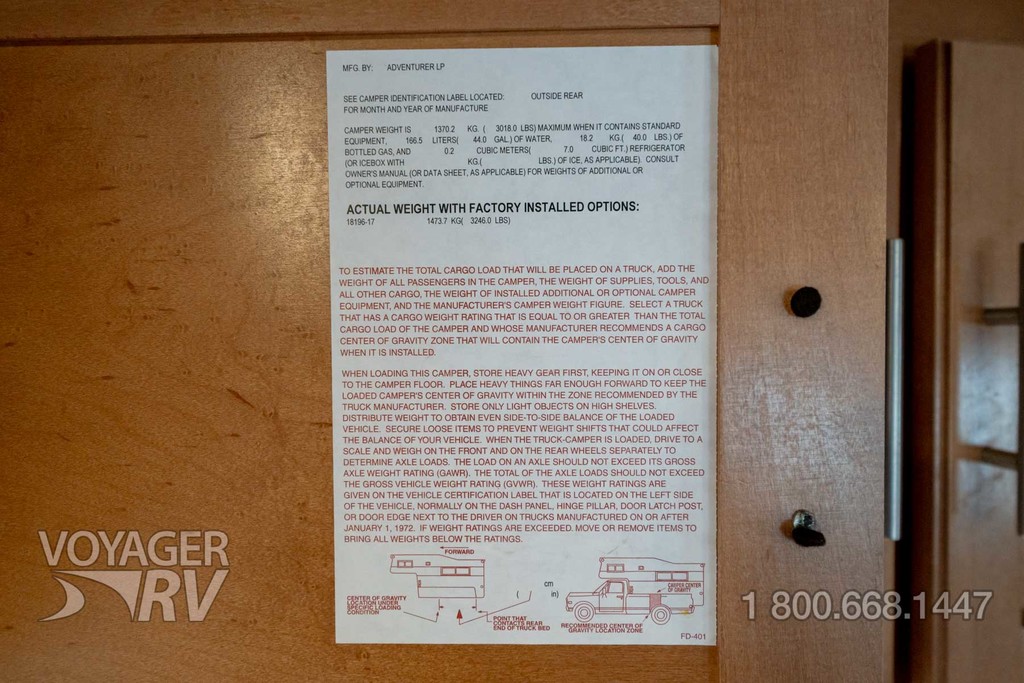 MFG. BY: ADVENTURER LP
SEE CAMPER IDENTIFICATION LABEL LOCATED: OUTSIDE REAR
FOR MONTH AND YEAR OF MANUFACTURE
CAMPER WEIGHT IS 1370.2 KG. ( 3018.0 LBS) MAXIMUM WHEN IT CONTAINS STANDARD
EQUIPMENT, 166.5 LITERS( 44.0 GAL.) OF WATER, 18.2 KG.( 40.0 LBS.) OF
BOTTLED GAS, AND 0.2 CUBIC METERS( 7.0 CUBIC FT.) REFRIGERATOR
(OR ICEBOX WITH KG.( LBS.) OF ICE, AS APPLICABLE). CONSULT
OWNER'S MANUAL (OR DATA SHEET, AS APPLICABLE) FOR WEIGHTS OF ADDITIONAL OR
OPTIONAL EQUIPMENT.
ACTUAL WEIGHT WITH FACTORY INSTALLED OPTIONS:
18196-17 1473.7 KG( 3246.0 LBS)
TO ESTIMATE THE TOTAL CARGO LOAD THAT WILL BE PLACED ON A TRUCK, ADD THE
WEIGHT OF ALL PASSENGERS IN THE CAMPER, THE WEIGHT OF SUPPLIES, TOOLS, AND
ALL OTHER CARGO, THE WEIGHT OF INSTALLED ADDITIONAL OR OPTIONAL CAMPER
EQUIPMENT, AND THE MANUFACTURER'S CAMPER WEIGHT FIGURE. SELECT A TRUCK
THAT HAS A CARGO WEIGHT RATING THAT IS EQUAL TO OR GREATER THAN THE TOTAL
CARGO LOAD OF THE CAMPER AND WHOSE MANUFACTURER RECOMMENDS A CARGO
CENTER OF GRAVITY ZONE THAT WILL CONTAIN THE CAMPER'S CENTER OF GRAVITY
WHEN IT IS INSTALLED.
WHEN LOADING THIS CAMPER, STORE HEAVY GEAR FIRST, KEEPING IT ON OR CLOSE
TO THE CAMPER FLOOR. PLACE HEAVY THINGS FAR ENOUGH FORWARD TO KEEP THE
LOADED CAMPER'S CENTER OF GRAVITY WITHIN THE ZONE RECOMMENDED BY THE
TRUCK MANUFACTURER. STORE ONLY LIGHT OBJECTS ON HIGH SHELVES.
DISTRIBUTE WEIGHT TO OBTAIN EVEN SIDE-TO-SIDE BALANCE OF THE LOADED
VEHICLE. SECURE LOOSE ITEMS TO PREVENT WEIGHT SHIFTS THAT COULD AFFECT
THE BALANCE OF YOUR VEHICLE. WHEN THE TRUCK-CAMPER IS LOADED, DRIVE TO A
SCALE AND WEIGH ON THE FRONT AND ON THE REAR WHEELS SEPARATELY TO
DETERMINE AXLE LOADS. THE LOAD ON AN AXLE SHOULD NOT EXCEED ITS GROSS
AXLE WEIGHT RATING (GAWR). THE TOTAL OF THE AXLE LOADS SHOULD NOT EXCEED
THE GROSS VEHICLE WEIGHT RATING (GVWR). THESE WEIGHT RATINGS ARE
GIVEN ON THE VEHICLE CERTIFICATION LABEL THAT IS LOCATED ON THE LEFT SIDE
OF THE VEHICLE, NORMALLY ON THE DASH PANEL, HINGE PILLAR, DOOR LATCH POST,
OR DOOR EDGE NEXT TO THE DRIVER ON TRUCKS MANUFACTURED ON OR AFTER
JANUARY 1, 1972. IF WEIGHT RATINGS ARE EXCEEDED. MOVE OR REMOVE ITEMS TO
BRING ALL WEIGHTS BELOW THE RATINGS.
FORWARD
CENTER OF GRAVITY
LOCATION UNDER
SPECIFIC LOADING
CONDITION
POINT THAT
CONTACTS REAR
END OF TRUCK BED
cm
( in)
CAMPER CENTER
OF GRAVITY
RECOMMENDED CENTER OF
GRAVITY LOCATION ZONE
FD-401
VOYAGER
RV
1 800.668.1447